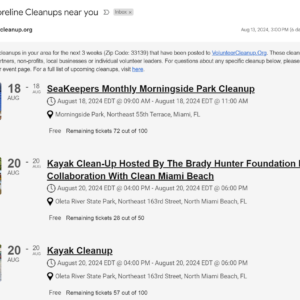 oreline Cleanups near you
Inbox ×
cleanup.org
Aug 13, 2024, 3:00 PM
cleanups in your area for the next 3 weeks (Zip Code: 33139) that have been posted to VolunteerCleanup.Org. These clean
rtners, non-profits, local businesses or individual volunteer leaders. For questions about any specific cleanup below, please
event page. For a full list of upcoming cleanups, visit here.
18 - 18
AUG AUG
SeaKeepers Monthly Morningside Park Cleanup
August 18, 2024 EDT @ 09:00 AM - August 18, 2024 EDT @ 11:00 AM
Morningside Park, Northeast 55th Terrace, Miami, FL
Free Remaining tickets 72 out of 100
20 - 20
AUG AUG
Kayak Clean-Up Hosted By The Brady Hunter Foundation I
Collaboration With Clean Miami Beach
August 20, 2024 EDT @ 04:00 PM - August 20, 2024 EDT @ 06:00 PM
Oleta River State Park, Northeast 163rd Street, North Miami Beach, FL
Free Remaining tickets 28 out of 50
20 - 20
AUG AUG
Kayak Cleanup
August 20, 2024 EDT @ 04:00 PM - August 20, 2024 EDT @ 06:00 PM
Oleta River State Park, Northeast 163rd Street, North Miami Beach, FL
Free Remaining tickets 57 out of 100